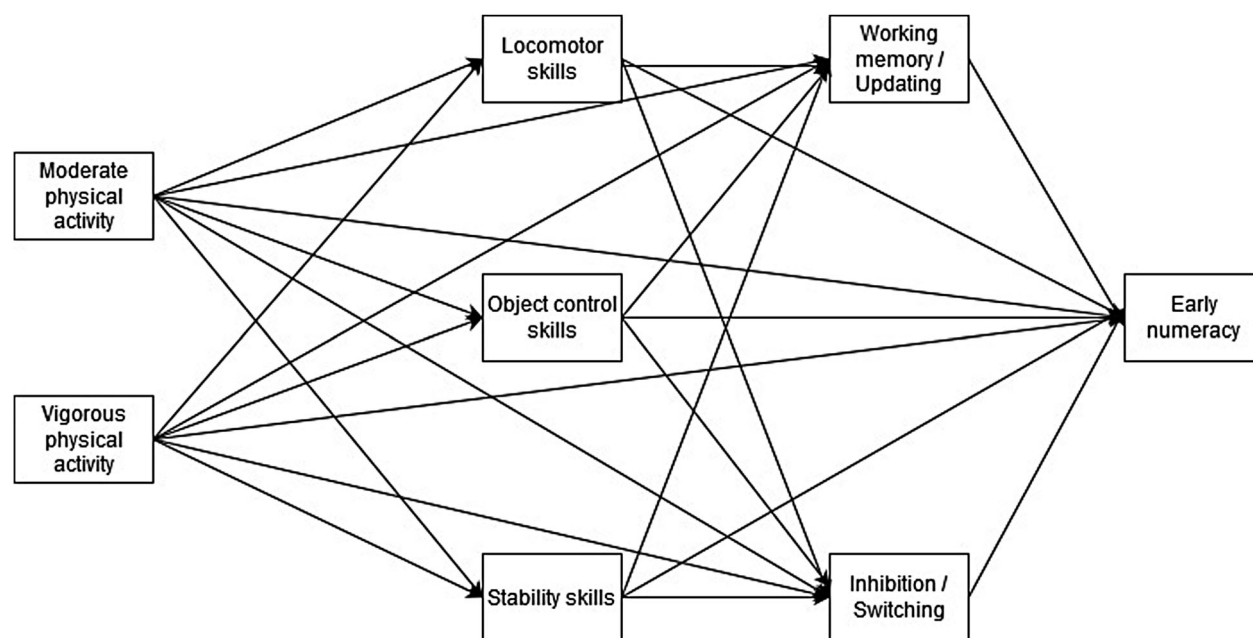 Locomotor
skills
Working
memory /
Updating
Moderate
physical
activity
Object control
skills
Early
numeracy
Vigorous
physical
activity
Stability skills
Inhibition /
Switching